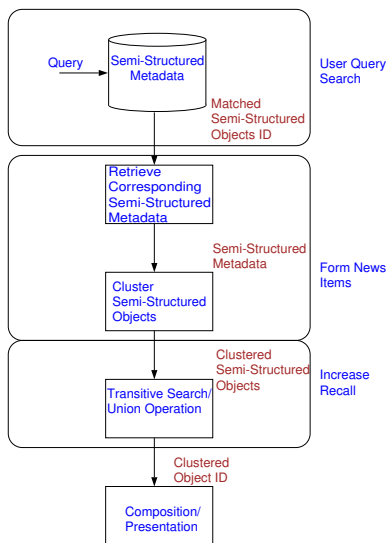 Query
Semi-Structured
Metadata
User Query
Search
Matched
Semi-Structured
Objects ID
Retrieve
Corresponding
Semi-Structured
Metadata
Semi-Structured
Metadata
Form News
Items
Cluster
Semi-Structured
Objects
Clustered
Semi-Structured
Objects
Increase
Recall
Transitive Search/
Union Operation
Clustered
Object ID
Composition/
Presentation